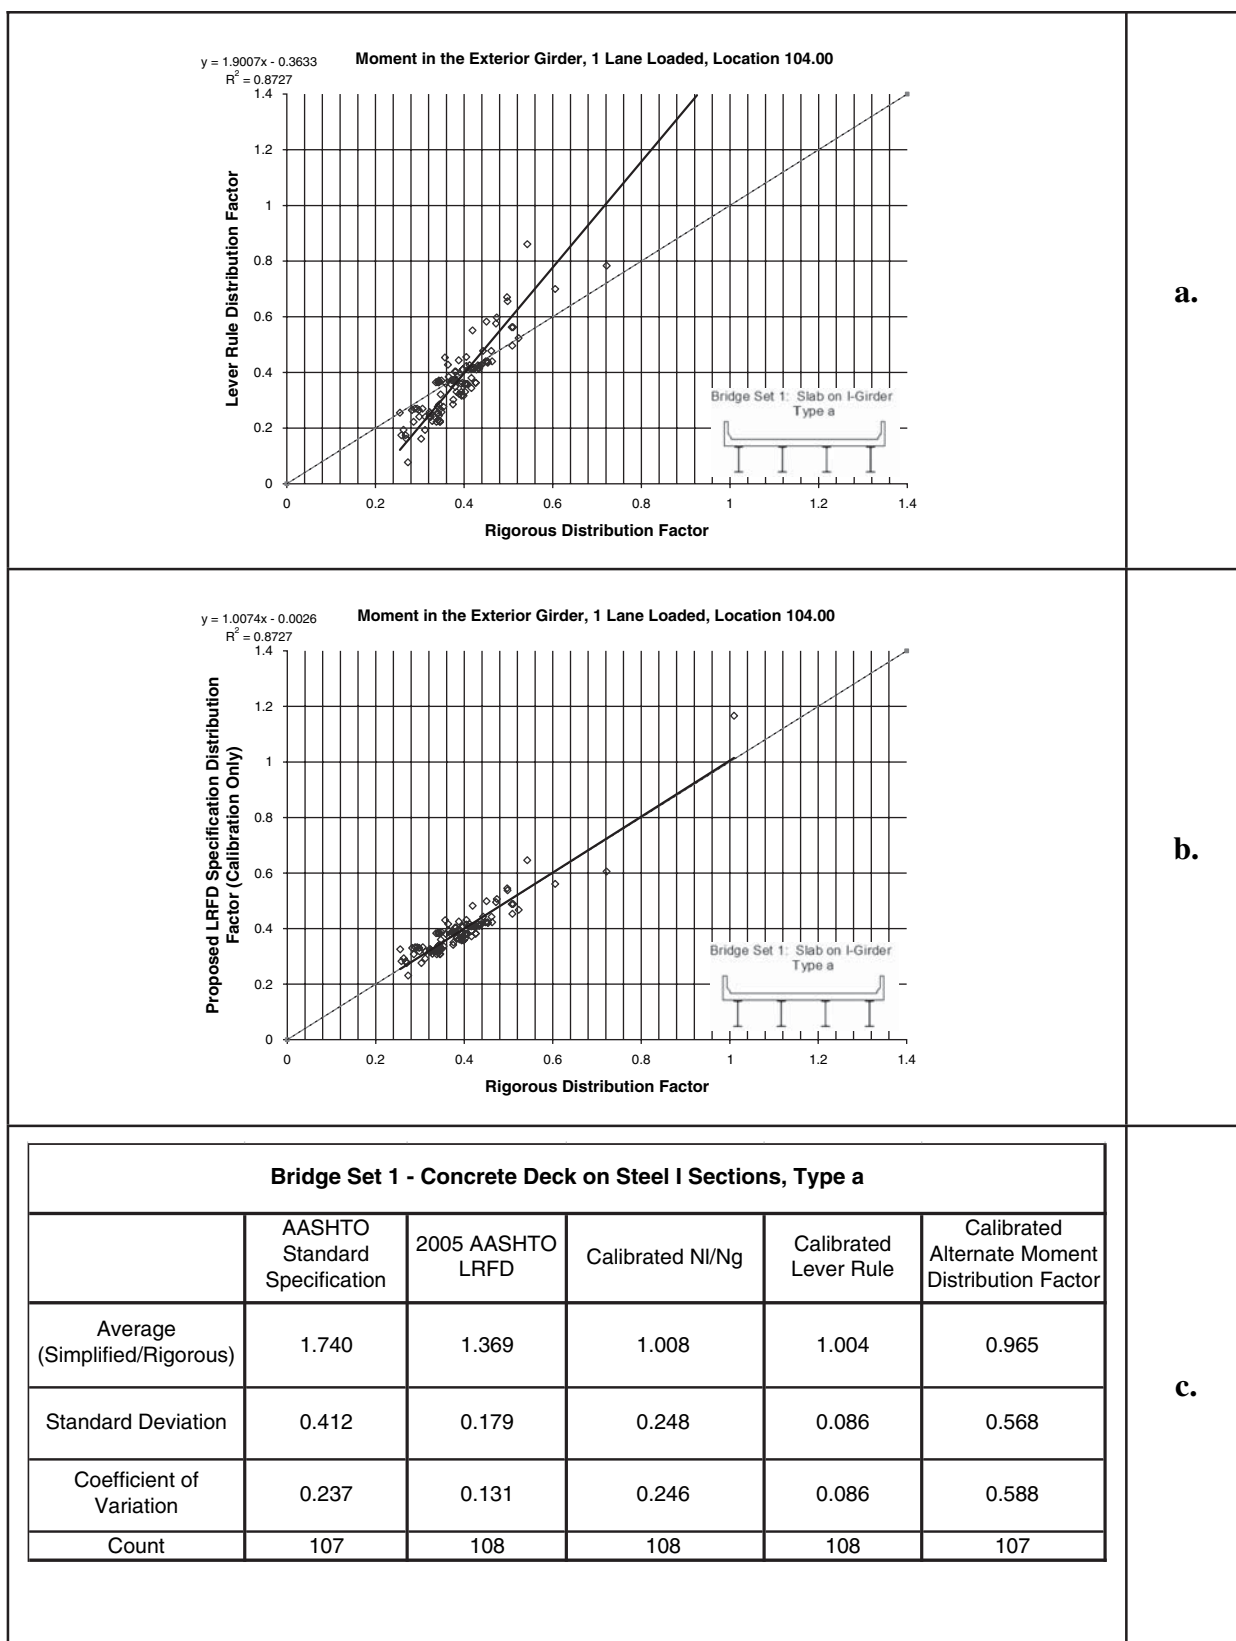 y = 1.9007x - 0.3633
R2 = 0.8727
Moment in the Exterior Girder, 1 Lane Loaded, Location 104.00
1.4
1.2
1
0.8
0.6
0.4
0.2
0
Lever Rule Distribution Factor
0 0.2 0.4 0.6 0.8 1 1.2 1.4
Rigorous Distribution Factor
Bridge Set 1: Slab on I-Girder
Type a
a.
y = 1.0074x - 0.0026
R2 = 0.8727
Moment in the Exterior Girder, 1 Lane Loaded, Location 104.00
1.4
1.2
1
0.8
0.6
0.4
0.2
0
Proposed LRFD Specification Distribution
Factor (Calibration Only)
0 0.2 0.4 0.6 0.8 1 1.2 1.4
Rigorous Distribution Factor
Bridge Set 1: Slab on I-Girder
Type a
b.
Bridge Set 1 - Concrete Deck on Steel I Sections, Type a
AASHTO
Standard
Specification
2005 AASHTO
LRFD
Calibrated Nl/Ng
Calibrated
Lever Rule
Calibrated
Alternate Moment
Distribution Factor
Average
(Simplified/Rigorous)
1.740 1.369 1.008 1.004 0.965
Standard Deviation 0.412 0.179 0.248 0.086 0.568
Coefficient of
Variation
0.237 0.131 0.246 0.086 0.588
Count 107 108 108 108 107
c.